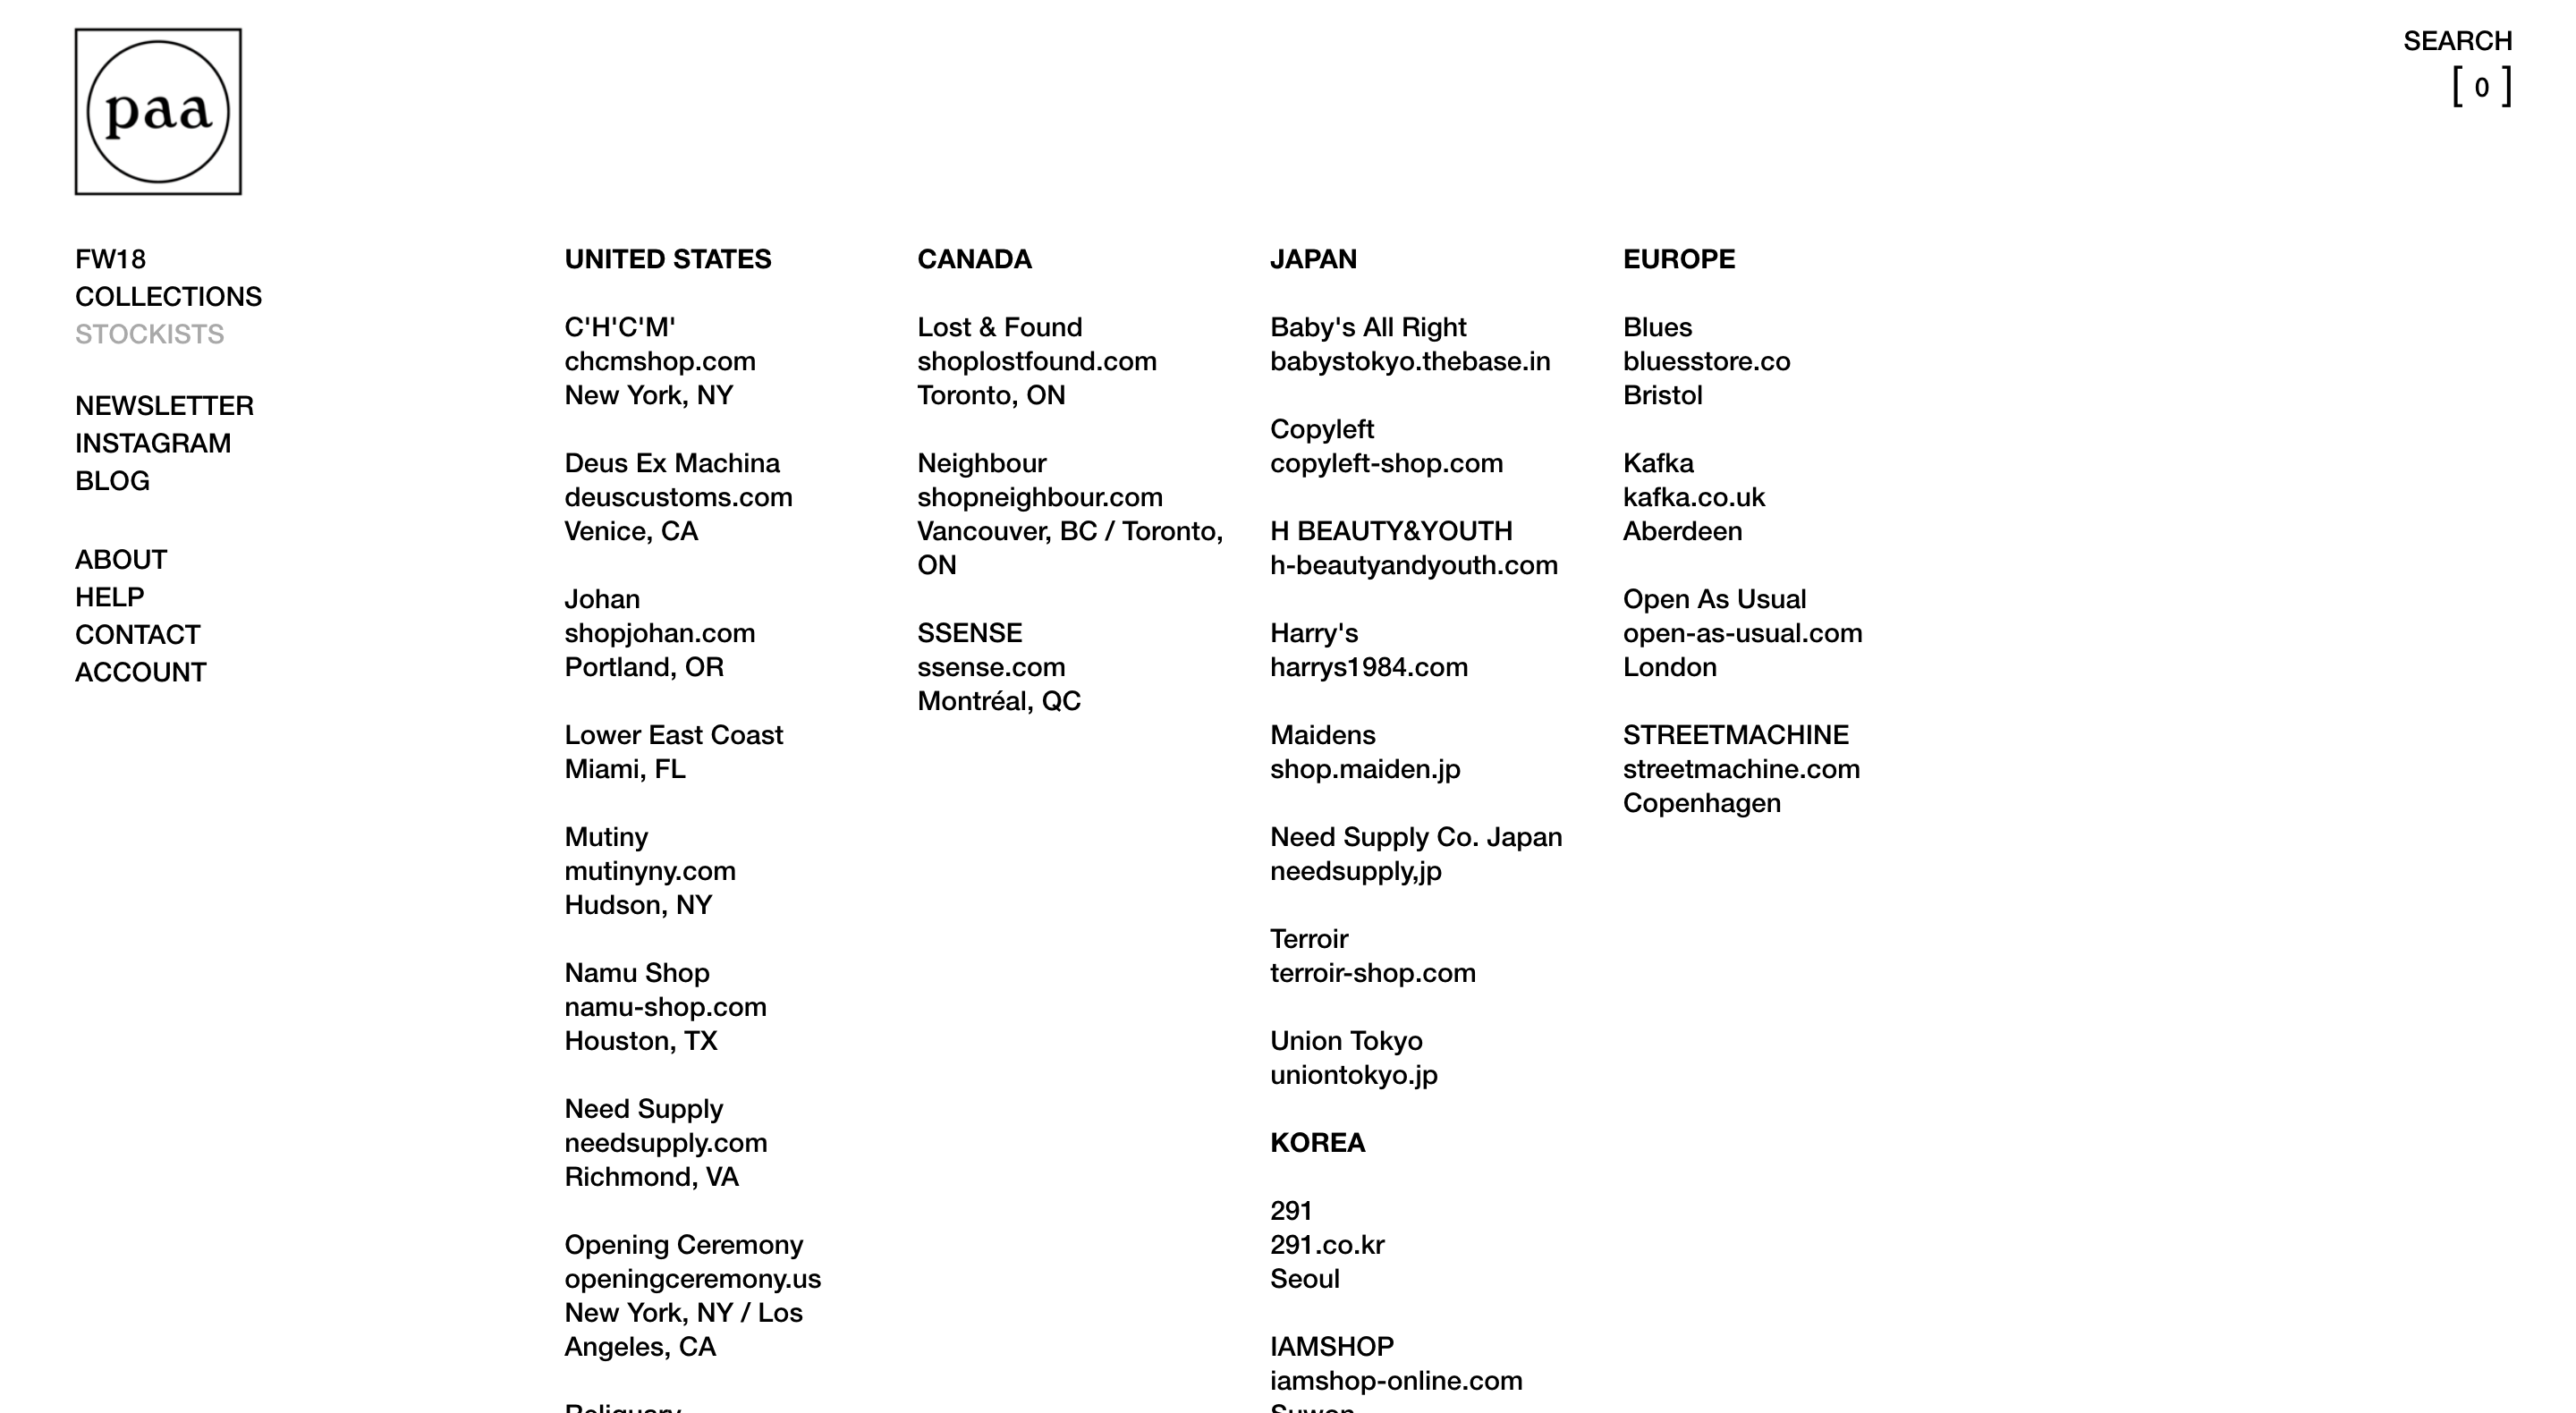 paa
SEARCH
[ 0 ]
FW18
COLLECTIONS
STOCKISTS
NEWSLETTER
INSTAGRAM
BLOG
ABOUT
HELP
CONTACT
ACCOUNT
UNITED STATES
C'H'C'M'
chcmshop.com
New York, NY
Deus Ex Machina
deuscustoms.com
Venice, CA
Johan
shopjohan.com
Portland, OR
Lower East Coast
Miami, FL
Mutiny
mutinyny.com
Hudson, NY
Namu Shop
namu-shop.com
Houston, TX
Need Supply
needsupply.com
Richmond, VA
Opening Ceremony
openingceremony.us
New York, NY / Los
Angeles, CA
CANADA
Lost & Found
shoplostfound.com
Toronto, ON
Neighbour
shopneighbour.com
Vancouver, BC / Toronto,
ON
SSENSE
ssense.com
Montréal, QC
JAPAN
Baby's All Right
babystokyo.thebase.in
Copyleft
copyleft-shop.com
H BEAUTY&YOUTH
h-beautyandyouth.com
Harry's
harrys1984.com
Maidens
shop.maiden.jp
Need Supply Co. Japan
needsupply,jp
Terroir
terroir-shop.com
Union Tokyo
uniontokyo.jp
KOREA
291
291.co.kr
Seoul
IAMSHOP
iamshop-online.com
EUROPE
Blues
bluesstore.co
Bristol
Kafka
kafka.co.uk
Aberdeen
Open As Usual
open-as-usual.com
London
STREETMACHINE
streetmachine.com
Copenhagen